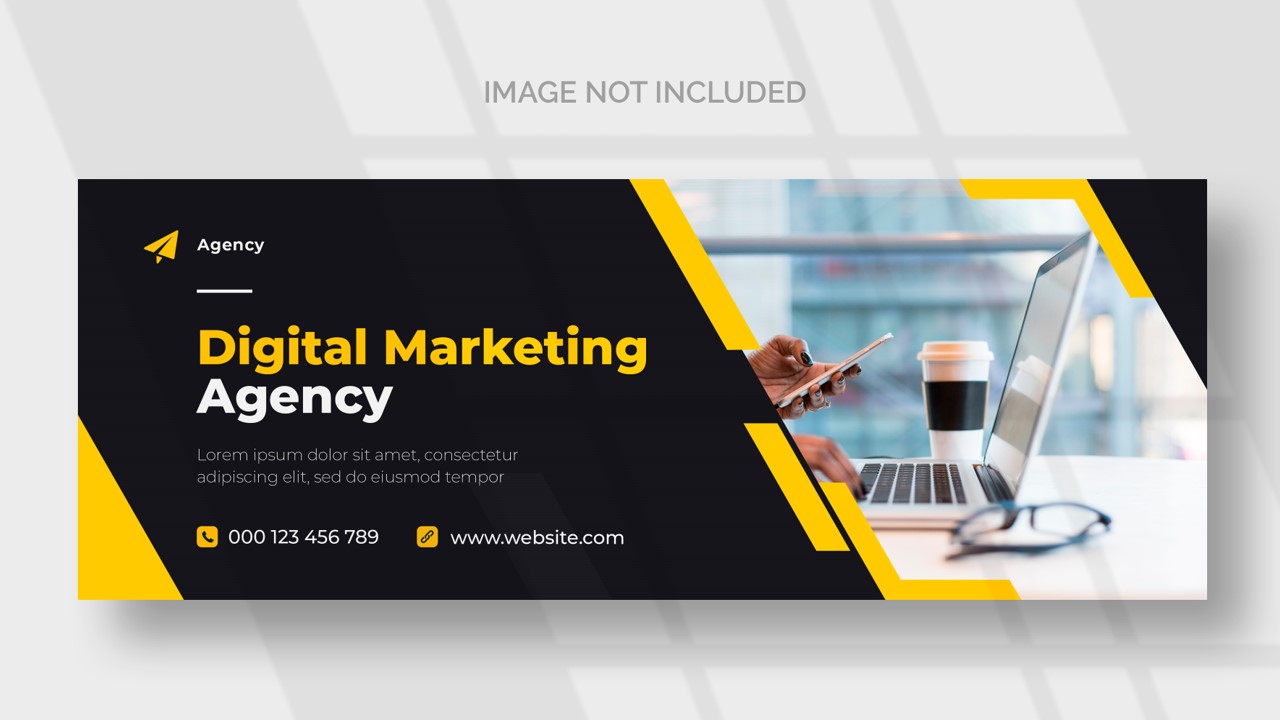 IMAGE NOT INCLUDED
Agency
Digital Marketing
Agency
Lorem ipsum dolor sit amet, consectetur
adipiscing elit, sed do eiusmod tempor
000 123 456 789
www.website.com